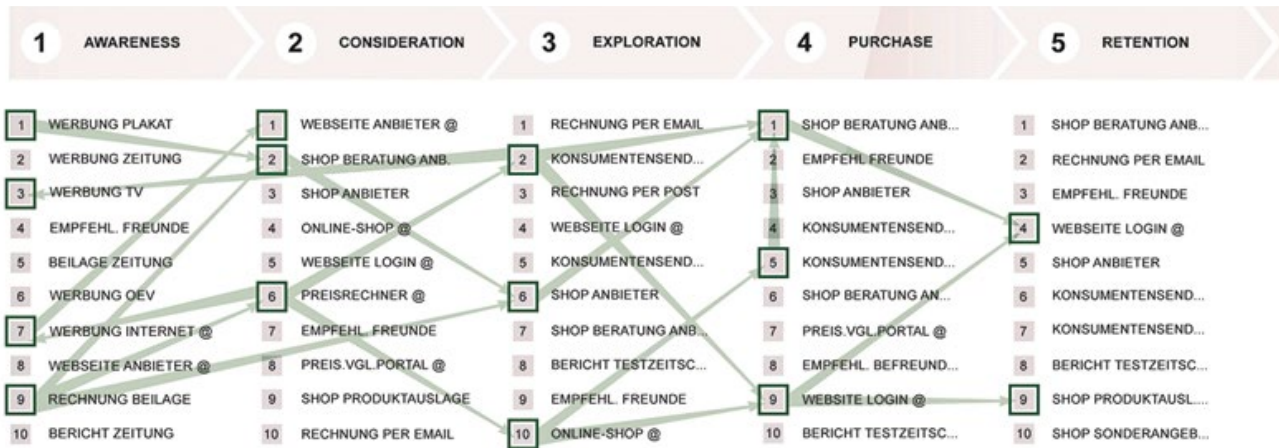 1 AWARENESS
2 CONSIDERATION
3 EXPLORATION
4 PURCHASE
5 RETENTION
1 WERBUNG PLAKAT
2 WERBUNG ZEITUNG
3 WERBUNG TV
4 EMPFEHL. FREUNDE
5 BEILAGE ZEITUNG
6 WERBUNG OEV
7 WERBUNG INTERNET @
8 WEBSEITE ANBIETER @
9 RECHNUNG BEILAGE
10 BERICHT ZEITUNG
1 WEBSEITE ANBIETER @
2 SHOP BERATUNG ANB.
3 SHOP ANBIETER
4 ONLINE-SHOP @
5 WEBSEITE LOGIN @
6 PREISRECHNER @
7 EMPFEHL. FREUNDE
8 PREIS.VGL.PORTAL @
9 SHOP PRODUKTAUSLAGE
10 RECHNUNG PER EMAIL
1 RECHNUNG PER EMAIL
2 KONSUMENTENSEND...
3 RECHNUNG PER POST
4 WEBSEITE LOGIN @
5 KONSUMENTENSEND...
6 SHOP ANBIETER
7 SHOP BERATUNG ANB...
8 BERICHT TESTZEITSC...
9 EMPFEHL. FREUNDE
10 ONLINE-SHOP @
1 SHOP BERATUNG ANB...
2 EMPFEHL FREUNDE
3 SHOP ANBIETER
4 KONSUMENTENSEND...
5 KONSUMENTENSEND...
6 SHOP BERATUNG AN...
7 PREIS.VGL.PORTAL @
8 EMPFEHL. BEFREUND...
9 WEBSITE LOGIN @
10 BERICHT TESTZEITSC...
1 SHOP BERATUNG ANB...
2 RECHNUNG PER EMAIL
3 EMPFEHL. FREUNDE
4 WEBSEITE LOGIN @
5 SHOP ANBIETER
6 KONSUMENTENSEND...
7 KONSUMENTENSEND...
8 BERICHT TESTZEITSC...
9 SHOP PRODUKTAUSL....
10 SHOP SONDERANGEB...